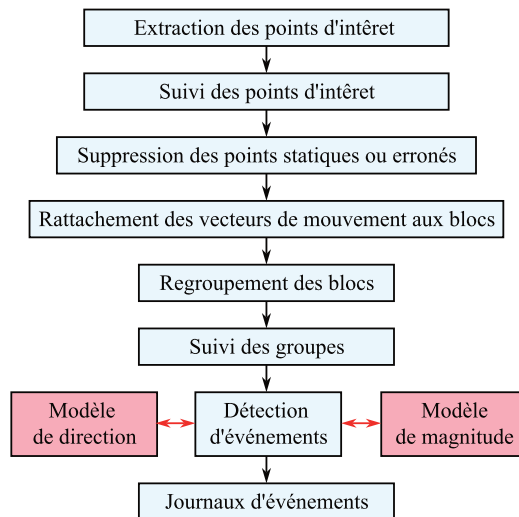 Extraction des points d'intêret
Suivi des points d'intêret
Suppression des points statiques ou erronés
Rattachement des vecteurs de mouvement aux blocs
Regroupement des blocs
Suivi des groupes
Modèle
de direction
Détection
d'événements
Modèle
de magnitude
Journaux d'événements